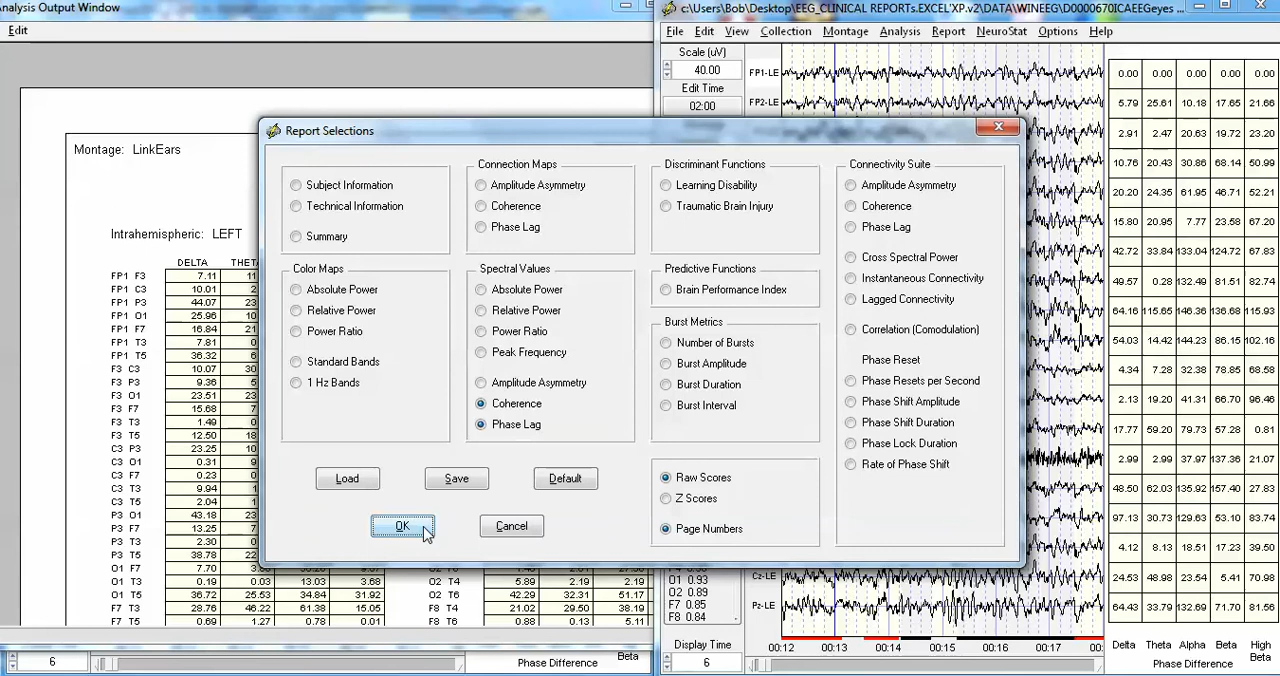 Analysis Output Window
Edit
c:\Users\Bob\Desktop\EEG_CLINICAL REPORTs.EXCEL'XP.v2\DATA\WINEEG\D0000670ICAEEGeyes ...
File Edit View Collection Montage Analysis Report NeuroStat Options Help
Scale (uV)
40.00
Edit Time
02:00
FP1-LE
FP2-LE
Montage: LinkEars
Intrahemispheric: LEFT
DELTA
FP1 F3 7.11
FP1 C3 10.01
FP1 P3 44.07
FP1 O1 25.96
FP1 F7 16.84
FP1 T3 7.81
FP1 T5 36.32
F3 C3 10.07
F3 P3 9.36
F3 O1 23.51
F3 F7 15.68
F3 T3 1.49
F3 T5 12.50
C3 P3 23.25
C3 O1 0.31
C3 F7 0.23
C3 T3 9.94
C3 T5 2.04
P3 O1 43.18
P3 F7 13.25
P3 T3 2.30
P3 T5 38.78
O1 F7 7.70
O1 T3 0.19 0.03 13.03 3.68
O1 T5 36.72 25.53 34.84 31.92
F7 T3 28.76 46.22 61.38 15.05
F7 T5 0.69 1.27 0.78 0.01
O2 T4 5.89 2.19 2.19
O2 T6 42.29 32.31 51.17
F8 T4 21.02 29.50 38.19
F8 T6 0.88 0.13 5.11
Report Selections
Subject Information
Technical Information
Summary
Color Maps
Absolute Power
Relative Power
Power Ratio
Standard Bands
1 Hz Bands
Connection Maps
Amplitude Asymmetry
Coherence
Phase Lag
Spectral Values
Absolute Power
Relative Power
Power Ratio
Peak Frequency
Amplitude Asymmetry
Coherence
Phase Lag
Discriminant Functions
Learning Disability
Traumatic Brain Injury
Predictive Functions
Brain Performance Index
Burst Metrics
Number of Bursts
Burst Amplitude
Burst Duration
Burst Interval
Raw Scores
Z Scores
Page Numbers
Connectivity Suite
Amplitude Asymmetry
Coherence
Phase Lag
Cross Spectral Power
Instantaneous Connectivity
Lagged Connectivity
Correlation (Comodulation)
Phase Reset
Phase Resets per Second
Phase Shift Amplitude
Phase Shift Duration
Phase Lock Duration
Rate of Phase Shift
Load Save Default
OK Cancel
0.00 0.00 0.00 0.00 0.00
5.79 25.61 10.18 17.65 21.66
2.91 2.47 20.63 19.72 23.20
10.76 20.43 30.86 68.14 50.99
20.20 24.35 61.95 46.71 52.21
15.80 20.95 7.77 23.58 67.20
42.72 33.84 133.04 124.72 67.83
49.57 0.28 132.49 81.51 82.74
64.16 115.65 146.36 136.68 115.93
54.03 14.42 144.23 86.15 102.16
4.34 7.28 32.38 78.85 68.58
2.13 19.20 41.31 66.70 96.46
17.77 59.20 79.73 57.28 0.81
2.99 2.99 37.97 137.36 21.07
48.50 62.03 135.92 157.40 27.34
97.13 30.73 109.53 53.10 84.79
4.12 8.13 18.51 17.23 39.50
24.53 48.98 23.54 5.41 70.98
64.43 33.79 132.69 71.70 81.56
O1 0.93
O2 0.89
F7 0.85
F8 0.84
Cz-LE
Pz-LE
Display Time
6
00:12 00:13 00:14 00:15 00:16 00:17
Delta Theta Alpha Beta High Beta
Phase Difference
6
Phase Difference
Beta